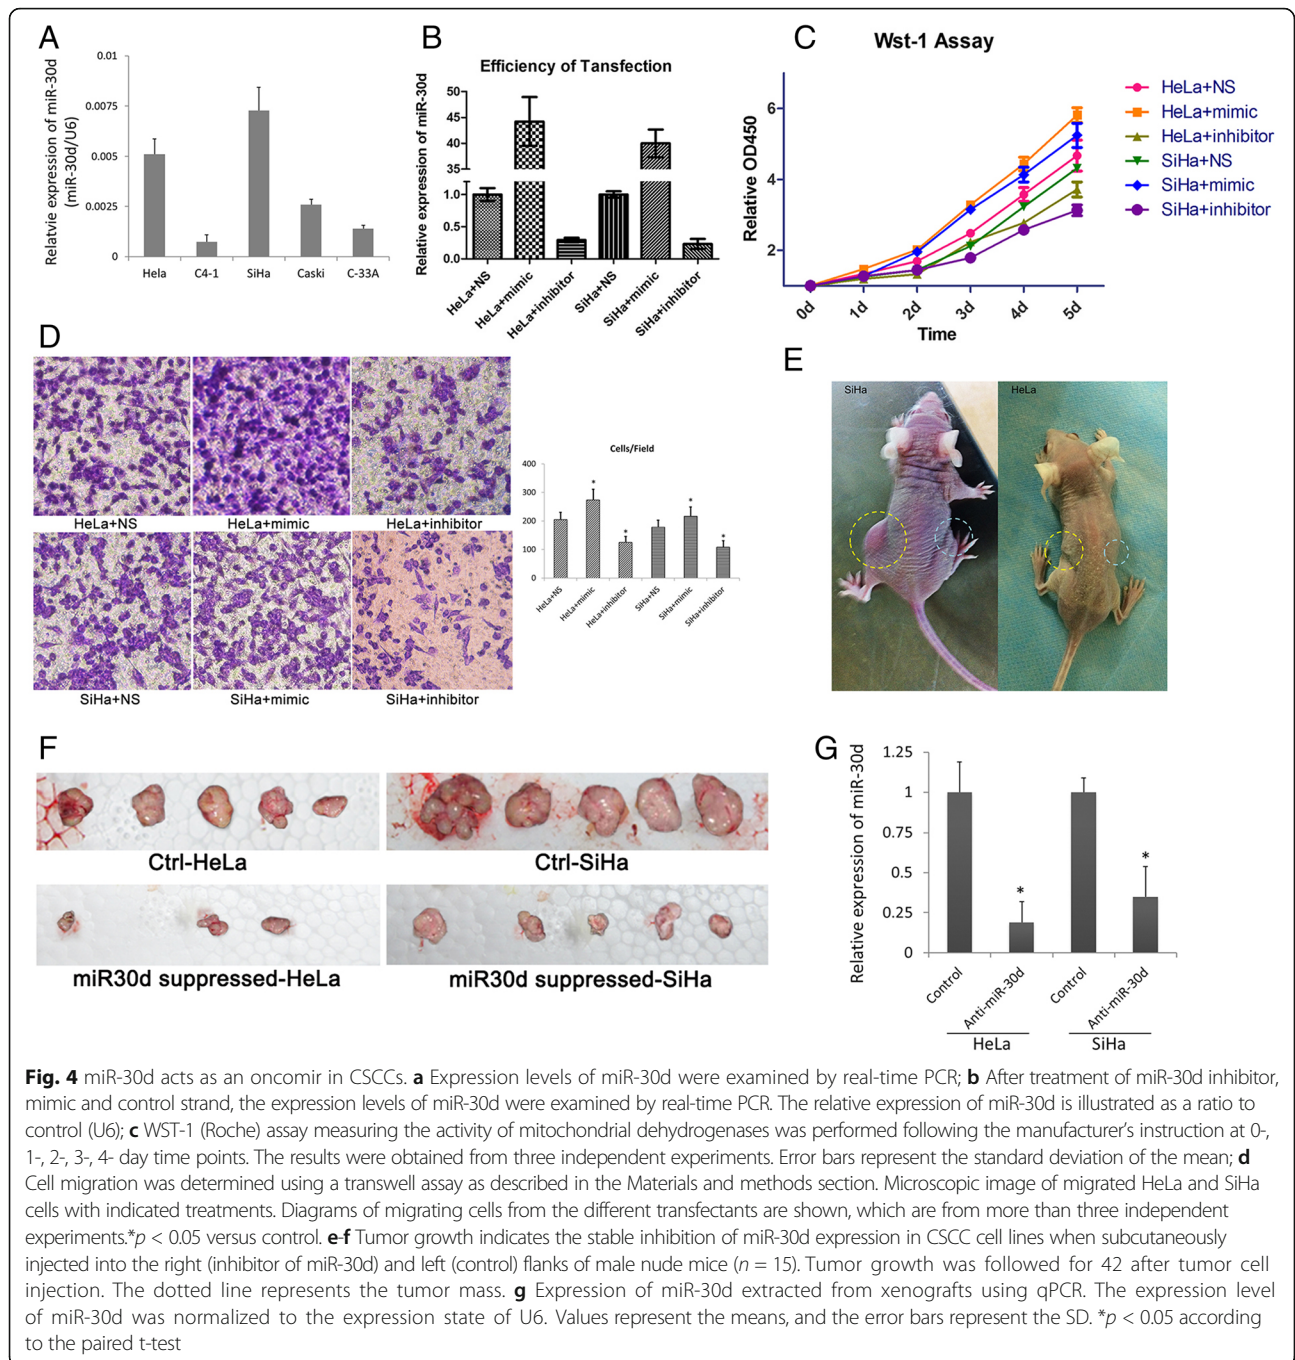 A
Relatvie expression of miR-30d
(miR-30d/U6)
0.01
0.0075
0.005
0.0025
0
Hela C4-1 SiHa Caski C-33A
B
Efficiency of Tansfection
Relative expression of miR-30d
50
45
40
35
1.0
0.5
0.0
HeLa+NS
HeLa+mimic
HeLa+inhibitor
SiHa+NS
SiHa+mimic
SiHa+inhibitor
C
Wst-1 Assay
Relative OD450
6
4
2
0d 1d 2d 3d 4d 5d
Time
HeLa+NS
HeLa+mimic
HeLa+inhibitor
SiHa+NS
SiHa+mimic
SiHa+inhibitor
D
HeLa+NS HeLa+mimic HeLa+inhibitor
SiHa+NS SiHa+mimic SiHa+inhibitor
Cells/Field
400
300
200
100
0
* * * *
HeLa+NS
HeLa+mimic
HeLa+inhibitor
SiHa+NS
SiHa+mimic
SiHa+inhibitor
E
SiHa HeLa
F
Ctrl-HeLa Ctrl-SiHa
miR30d suppressed-HeLa miR30d suppressed-SiHa
G
Relative expression of miR-30d
1.25
1
0.75
0.5
0.25
0
* *
Control Anti-miR-30d Control Anti-miR-30d
HeLa SiHa
Fig. 4 miR-30d acts as an oncomir in CSCCs. a Expression levels of miR-30d were examined by real-time PCR; b After treatment of miR-30d inhibitor,
mimic and control strand, the expression levels of miR-30d were examined by real-time PCR. The relative expression of miR-30d is illustrated as a ratio to
control (U6); c WST-1 (Roche) assay measuring the activity of mitochondrial dehydrogenases was performed following the manufacturer's instruction at 0-,
1-, 2-, 3-, 4- day time points. The results were obtained from three independent experiments. Error bars represent the standard deviation of the mean; d
Cell migration was determined using a transwell assay as described in the Materials and methods section. Microscopic image of migrated HeLa and SiHa
cells with indicated treatments. Diagrams of migrating cells from the different transfectants are shown, which are from more than three independent
experiments.*p < 0.05 versus control. e-f Tumor growth indicates the stable inhibition of miR-30d expression in CSCC cell lines when subcutaneously
injected into the right (inhibitor of miR-30d) and left (control) flanks of male nude mice (n = 15). Tumor growth was followed for 42 after tumor cell
injection. The dotted line represents the tumor mass. g Expression of miR-30d extracted from xenografts using qPCR. The expression level
of miR-30d was normalized to the expression state of U6. Values represent the means, and the error bars represent the SD. *p < 0.05 according
to the paired t-test